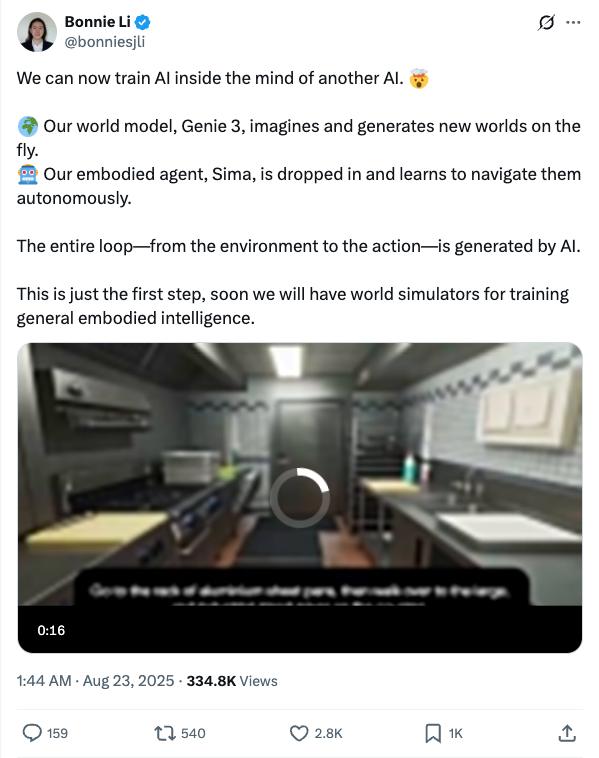 Bonnie Li
@bonniesjli
We can now train AI inside the mind of another AI. 🤯
🌍 Our world model, Genie 3, imagines and generates new worlds on the
fly.
🤖 Our embodied agent, Sima, is dropped in and learns to navigate them
autonomously.
The entire loop—from the environment to the action—is generated by AI.
This is just the first step, soon we will have world simulators for training
general embodied intelligence.
Go to the rack of aluminium sheet pans, then walk over to the large,
0:16
1:44 AM · Aug 23, 2025 · 334.8K Views
159 540 2.8K 1K